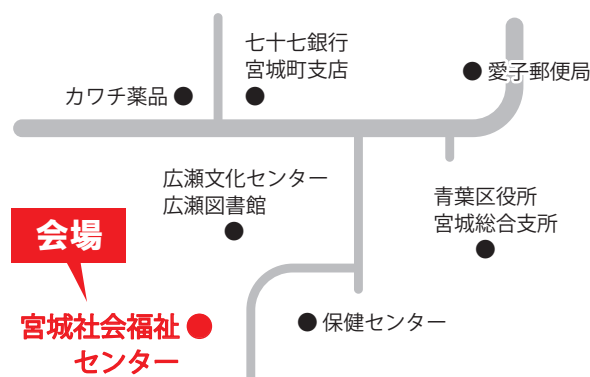 七十七銀行
宮城町支店
カワチ薬品
愛子郵便局
広瀬文化センター
広瀬図書館
青葉区役所
宮城総合支所
会場
宮城社会福祉
センター
保健センター